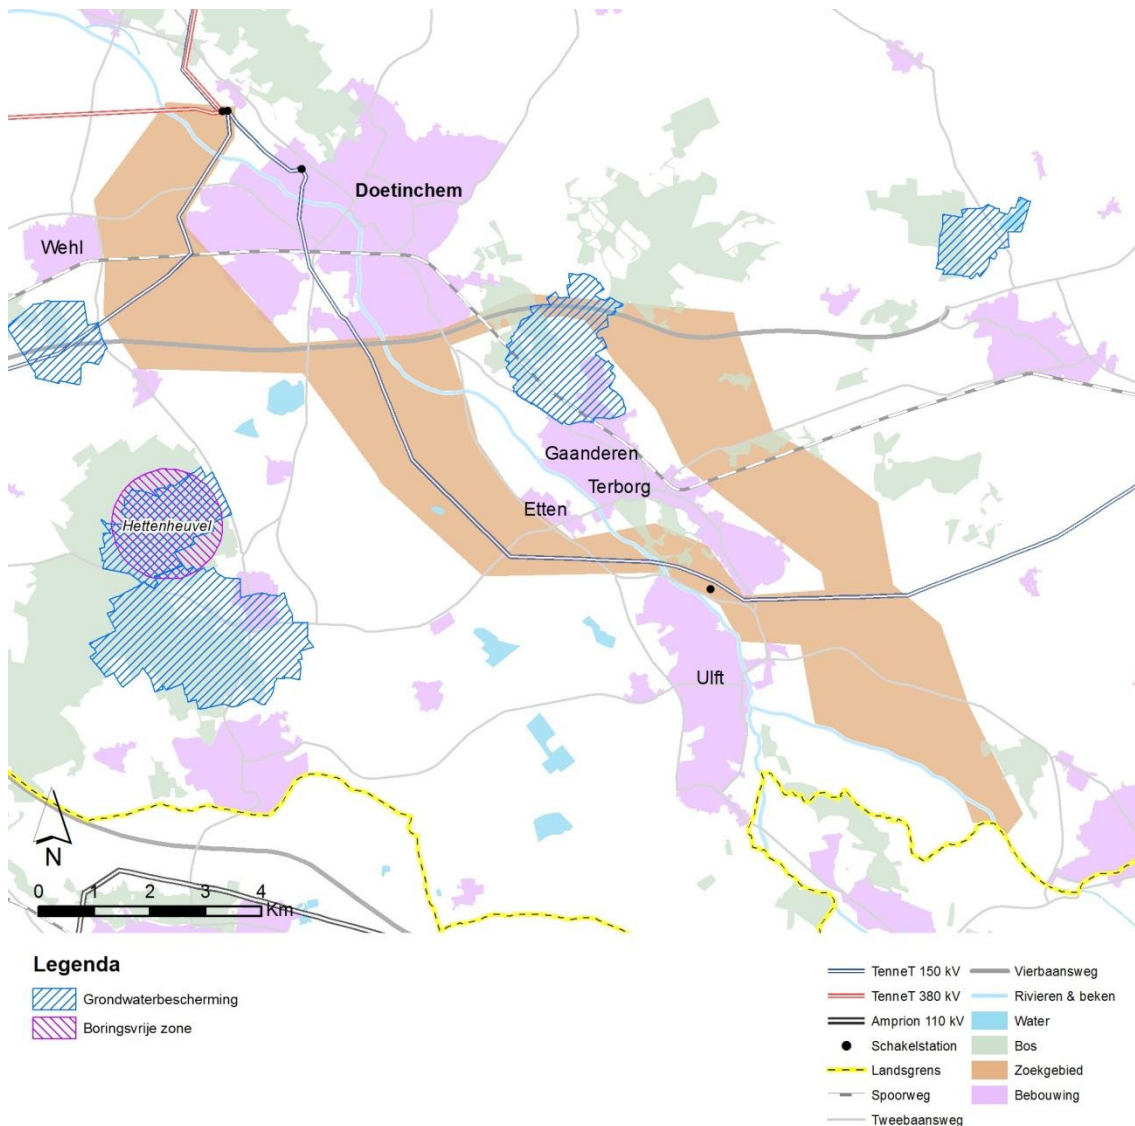 Doetinchem
Wehl
Gaanderen
Terborg
Etten
Hettenheuvel
Ulft
N
0 1 2 3 4
Km
Legenda
Grondwaterbescherming
Boringsvrije zone
TenneT 150 kV
TenneT 380 kV
Amprion 110 kV
Schakelstation
Landsgrens
Spoorweg
Tweebaansweg
Vierbaansweg
Rivieren & beken
Water
Bos
Zoekgebied
Bebouwing